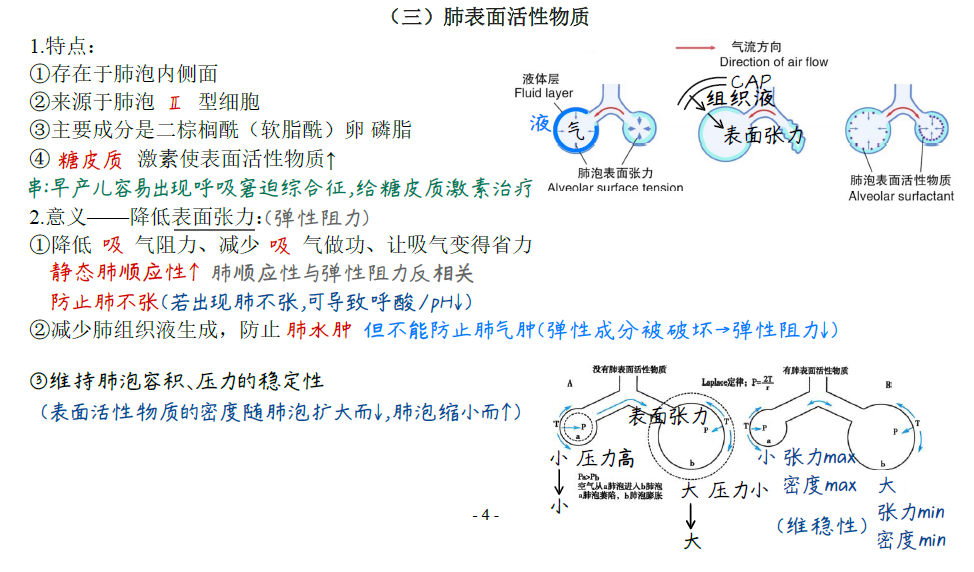 （三）肺表面活性物质
1.特点：
①存在于肺泡内侧面
②来源于肺泡 Ⅱ 型细胞
③主要成分是二棕榈酰（软脂酰）卵 磷脂
④ 糖皮质 激素使表面活性物质↑
串:早产儿容易出现呼吸窘迫综合征,给糖皮质激素治疗
气流方向
Direction of air flow
液体层
Fluid layer
液
气
CAP
组织液
表面张力
肺泡表面张力
Alveolar surface tension
肺泡表面活性物质
Alveolar surfactant
2.意义——降低表面张力:(弹性阻力)
①降低 吸 气阻力、减少 吸 气做功、让吸气变得省力
静态肺顺应性↑ 肺顺应性与弹性阻力反相关
防止肺不张(若出现肺不张,可导致呼酸/pH↓)
②减少肺组织液生成，防止 肺水肿 但不能防止肺气肿(弹性成分被破坏→弹性阻力↓)
③维持肺泡容积、压力的稳定性
(表面活性物质的密度随肺泡扩大而↓,肺泡缩小而↑)
没有肺表面活性物质
Laplace定律：P=2T/r
有肺表面活性物质
A
B
表面张力
T
P
a
P
T
b
T
P
a
P
T
b
小 压力高
Pa>Pb
空气从a肺泡进入b肺泡
a肺泡萎陷，b肺泡膨胀
小
大 压力小
大
小 张力max
密度max
大
张力min
密度min
(维稳性)
- 4 -